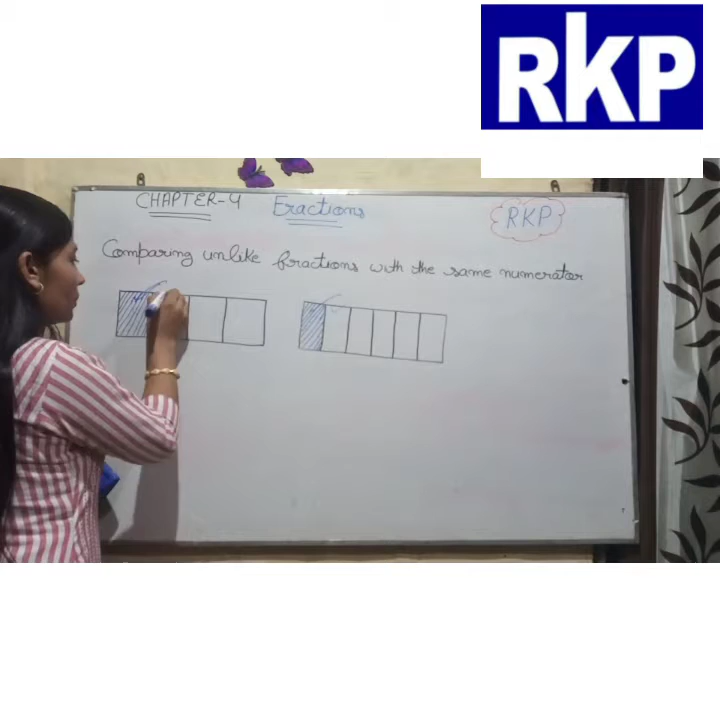 RKP
CHAPTER-4 Fractions RKP
Comparing unlike fractions with the same numerator